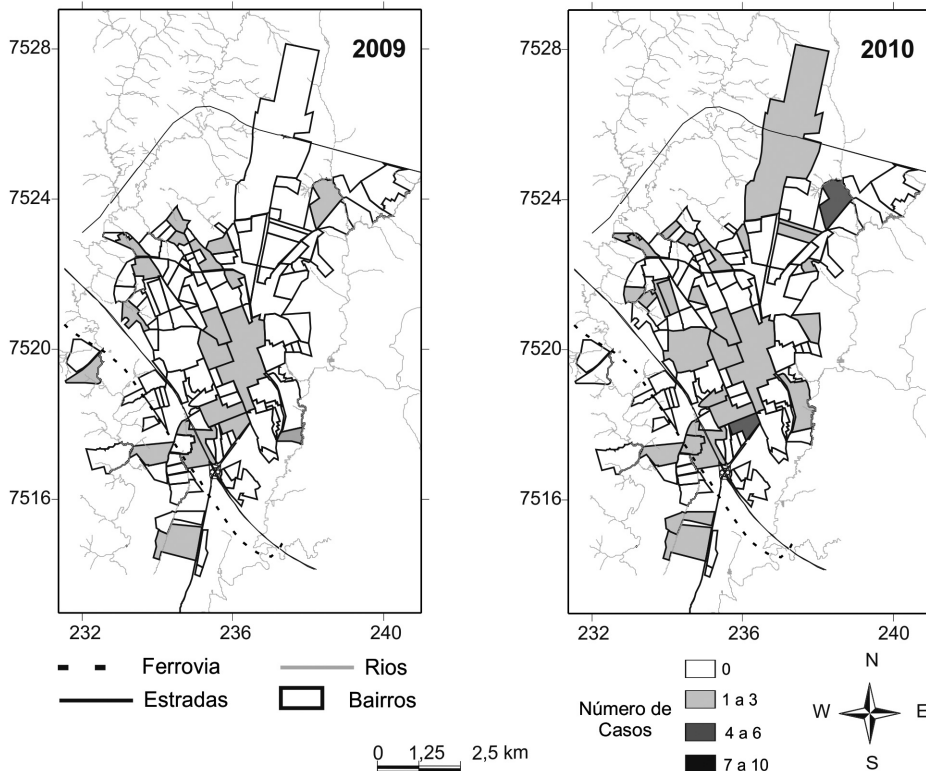 2009
7528
7524
7520
7516
232
236
240
2010
7528
7524
7520
7516
232
236
240
Ferrovia
Rios
Estradas
Bairros
0 1,25 2,5 km
Número de
Casos
0
1 a 3
4 a 6
7 a 10
N
W
E
S